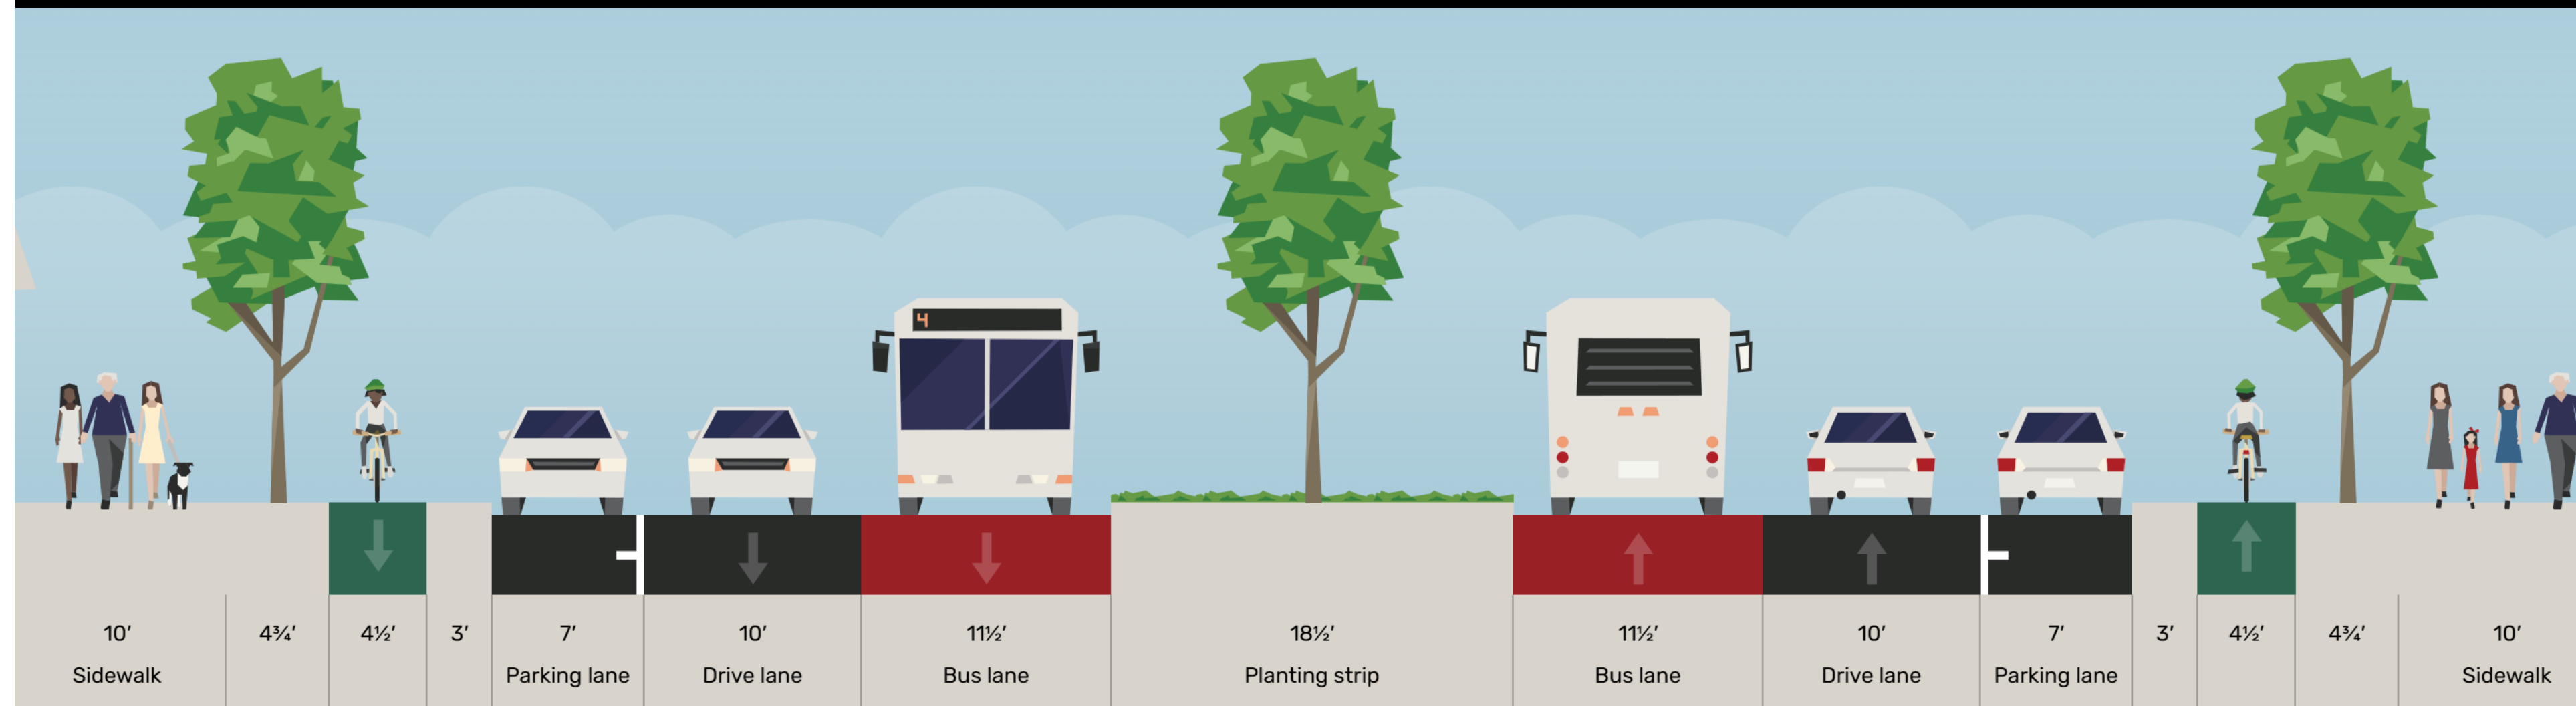 4
10′ 4¾′ 4½′ 3′ 7′ 10′ 11½′ 18½′ 11½′ 10′ 7′ 3′ 4½′ 4¾′ 10′
Sidewalk Parking lane Drive lane Bus lane Planting strip Bus lane Drive lane Parking lane Sidewalk